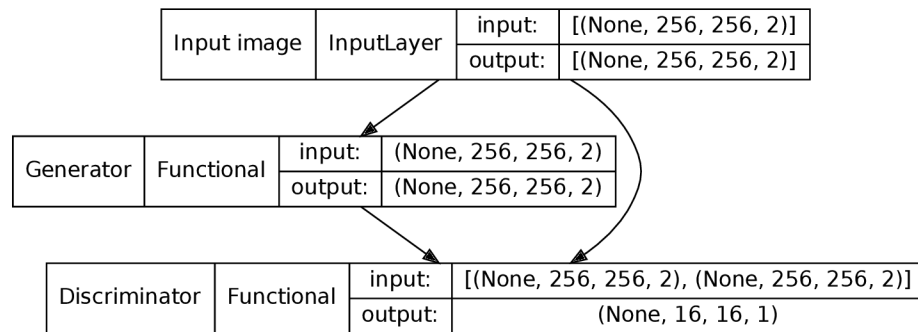 Input image InputLayer input: [(None, 256, 256, 2)]
output: [(None, 256, 256, 2)]
Generator Functional input: (None, 256, 256, 2)
output: (None, 256, 256, 2)
Discriminator Functional input: [(None, 256, 256, 2), (None, 256, 256, 2)]
output: (None, 16, 16, 1)